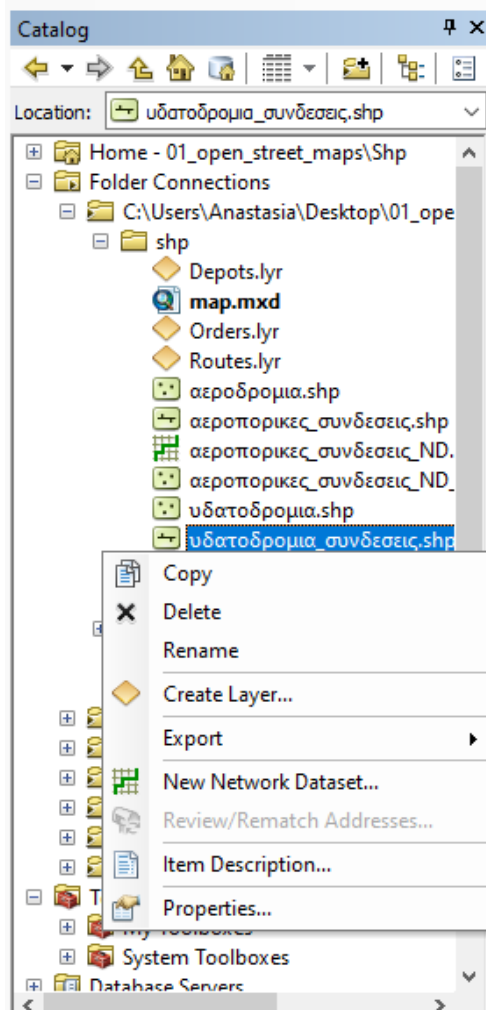 Catalog
Location: υδατοδρομια_συνδεσεις.shp
Home - 01_open_street_maps\Shp
Folder Connections
C:\Users\Anastasia\Desktop\01_ope
shp
Depots.lyr
map.mxd
Orders.lyr
Routes.lyr
αεροδρομια.shp
αεροπορικες_συνδεσεις.shp
αεροπορικες_συνδεσεις_ND.
αεροπορικες_συνδεσεις_ND_
υδατοδρομια.shp
υδατοδρομια_συνδεσεις.shp
Copy
Delete
Rename
Create Layer...
Export
New Network Dataset...
Review/Rematch Addresses...
Item Description...
T
Properties...
My Toolboxes
System Toolboxes
Database Servers